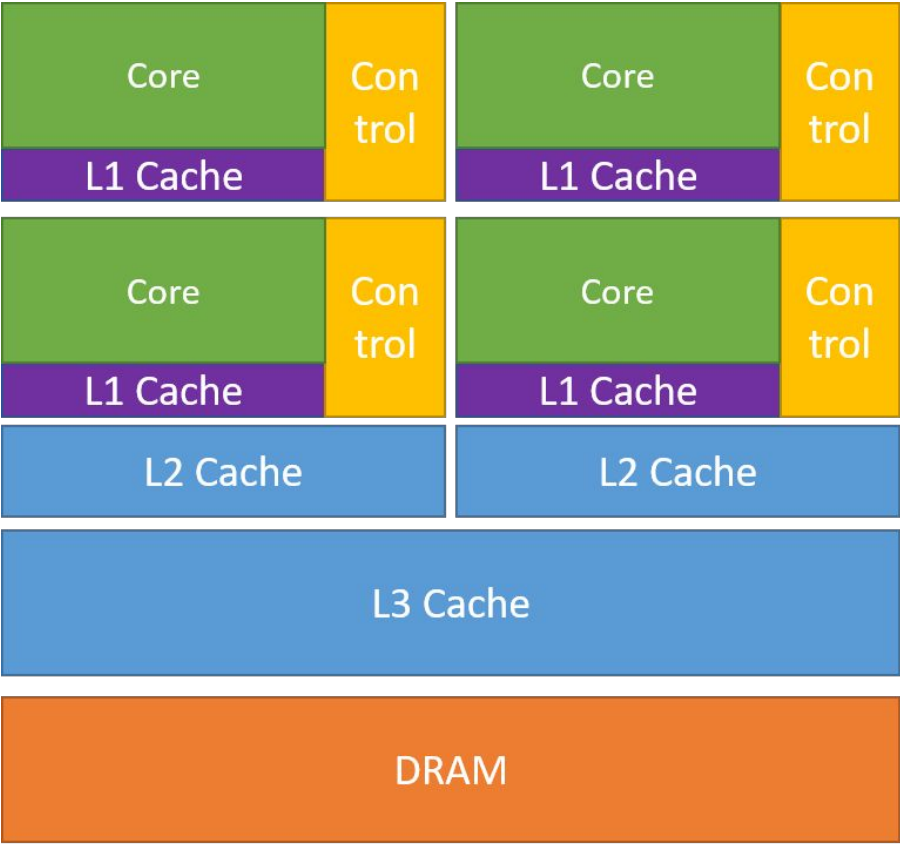 Core
Con
trol
L1 Cache
Core
Con
trol
L1 Cache
Core
Con
trol
L1 Cache
Core
Con
trol
L1 Cache
L2 Cache
L2 Cache
L3 Cache
DRAM